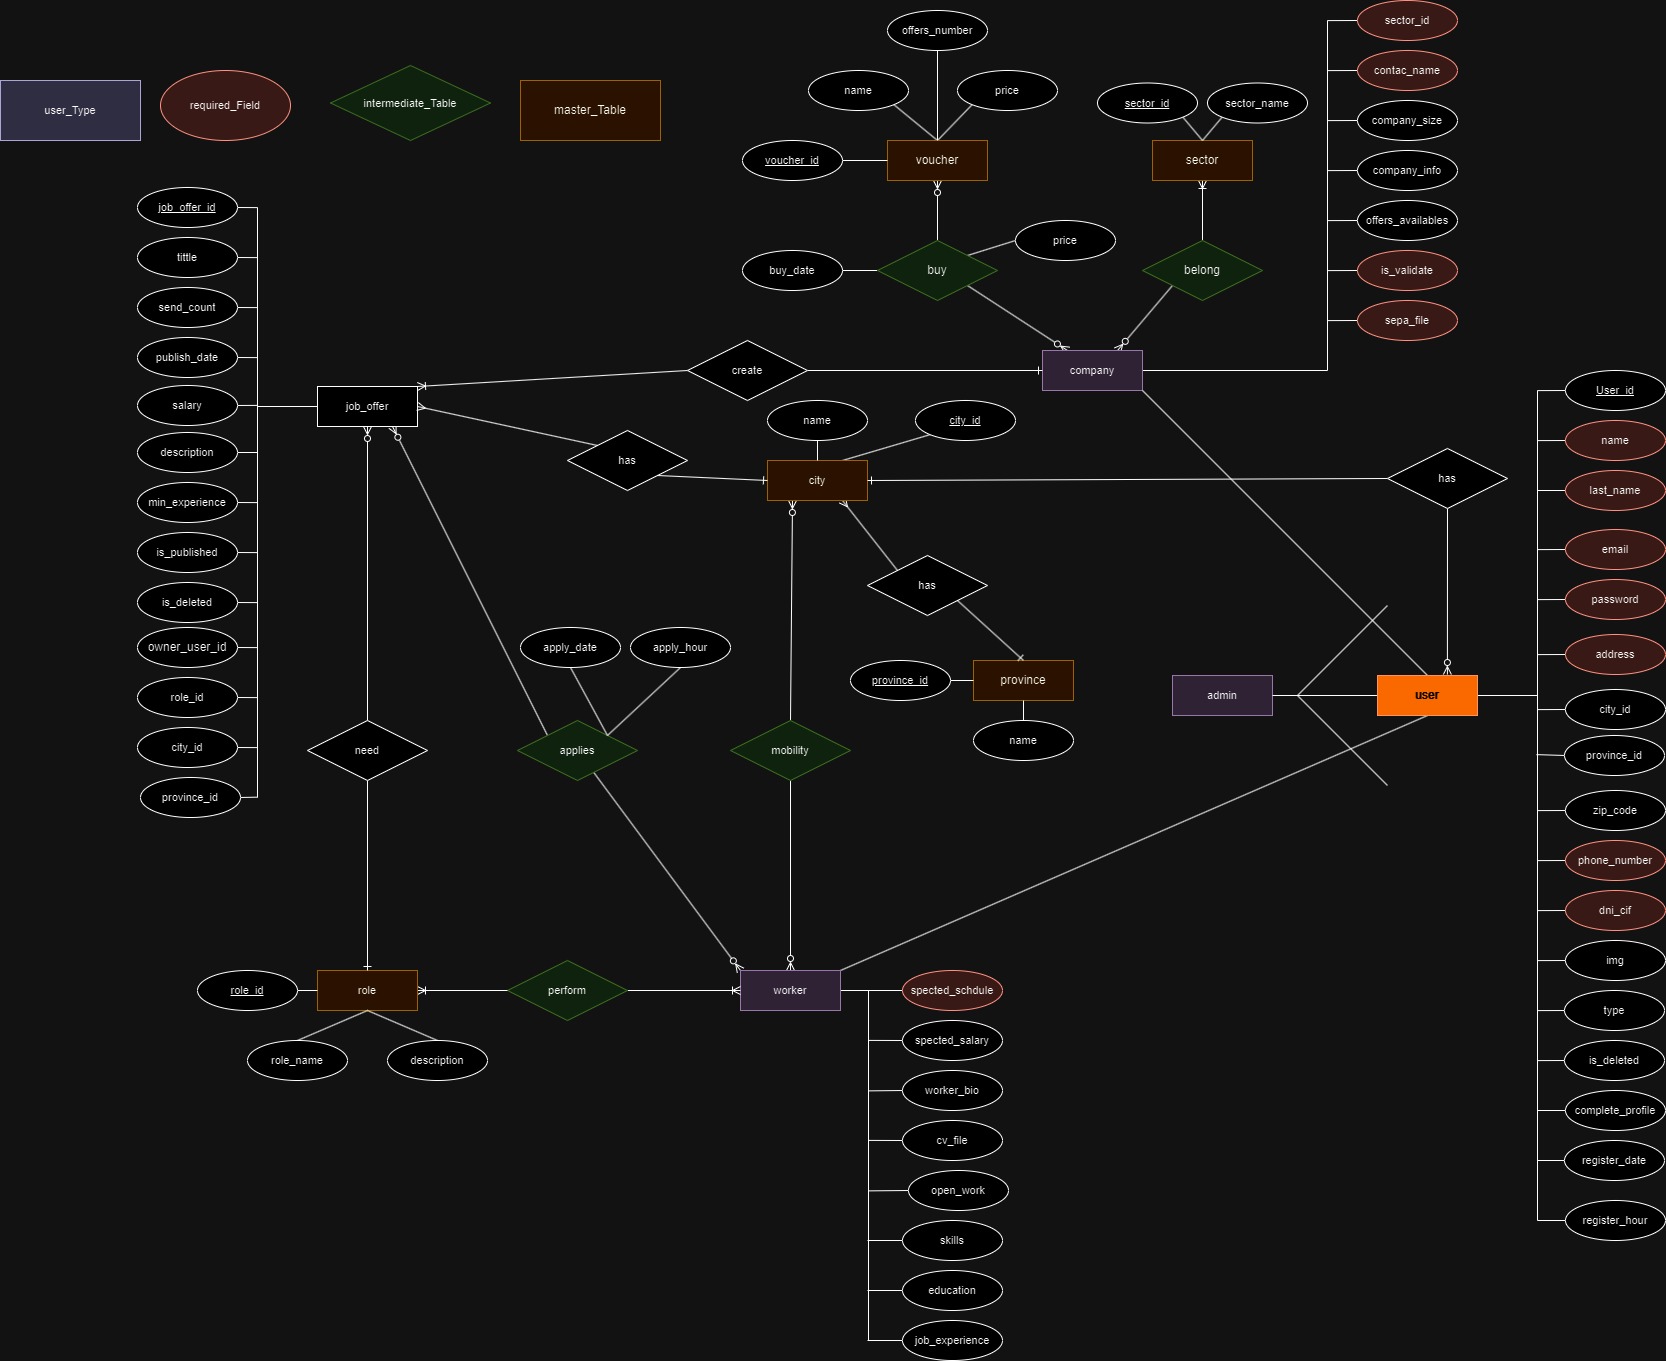 user_Type
required_Field
intermediate_Table
master_Table
offers_number
name
price
voucher_id
voucher
sector_id
sector_name
sector
buy_date
buy
price
belong
sector_id
contac_name
company_size
company_info
offers_availables
is_validate
sepa_file
job_offer_id
tittle
send_count
publish_date
salary
description
min_experience
is_published
is_deleted
owner_user_id
role_id
city_id
province_id
job_offer
create
company
name
city_id
has
city
has
has
province_id
province
name
User_id
name
last_name
email
password
address
city_id
province_id
zip_code
phone_number
dni_cif
img
type
is_deleted
complete_profile
register_date
register_hour
admin
user
apply_date
apply_hour
need
applies
mobility
role_id
role
role_name
description
perform
worker
spected_schdule
spected_salary
worker_bio
cv_file
open_work
skills
education
job_experience